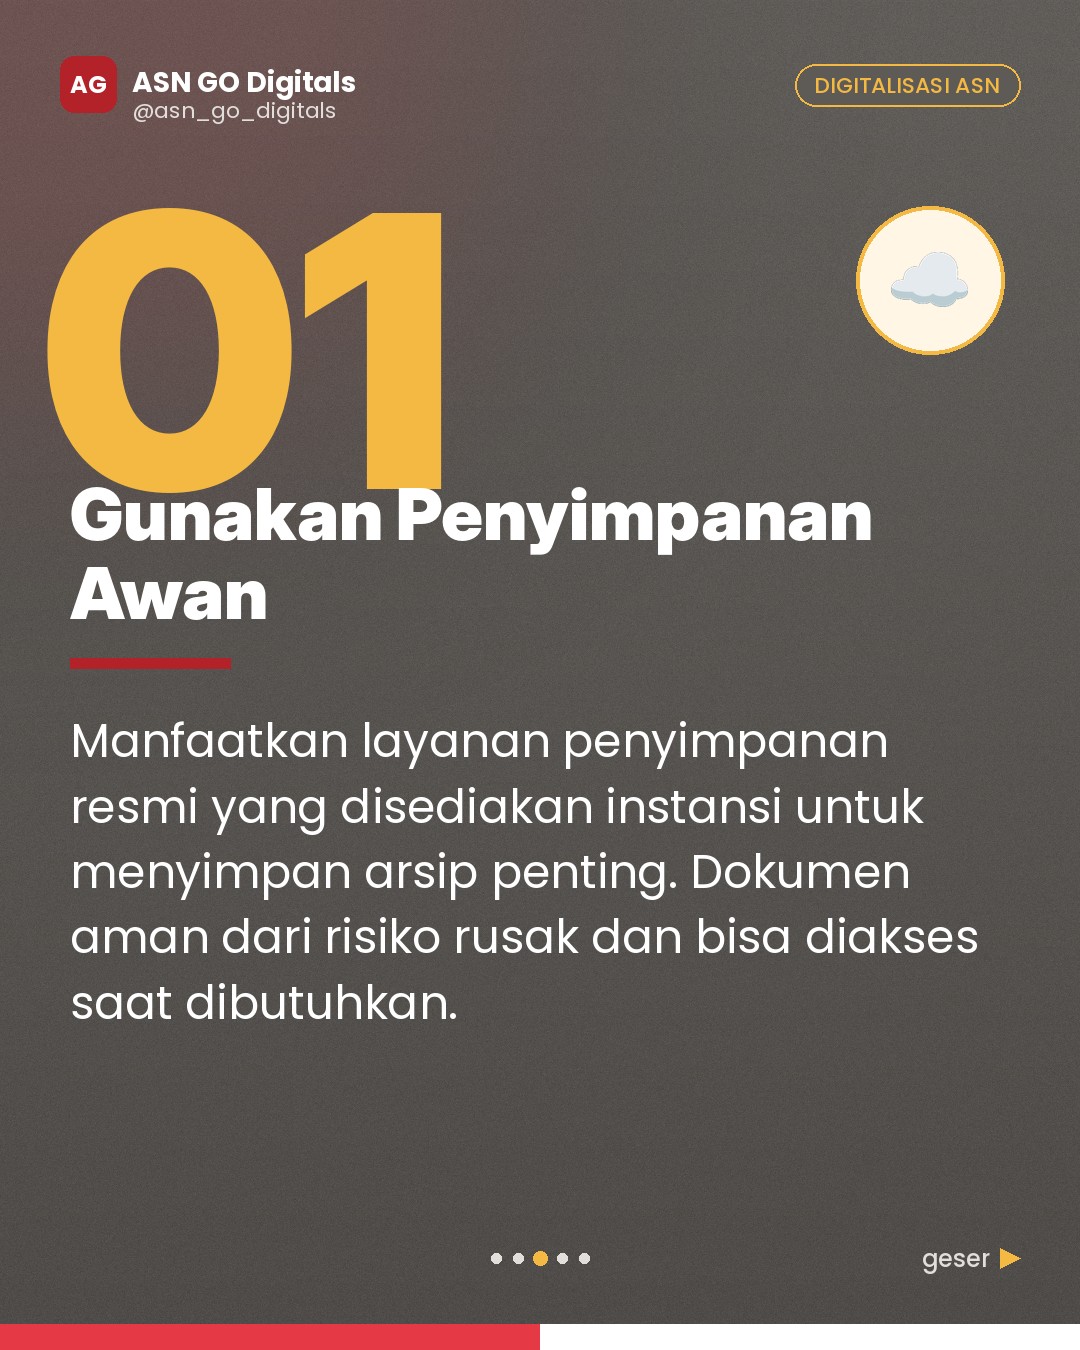 AG
ASN GO Digitals
@asn_go_digitals
DIGITALISASI ASN
01
Gunakan Penyimpanan
Awan
Manfaatkan layanan penyimpanan
resmi yang disediakan instansi untuk
menyimpan arsip penting. Dokumen
aman dari risiko rusak dan bisa diakses
saat dibutuhkan.
geser